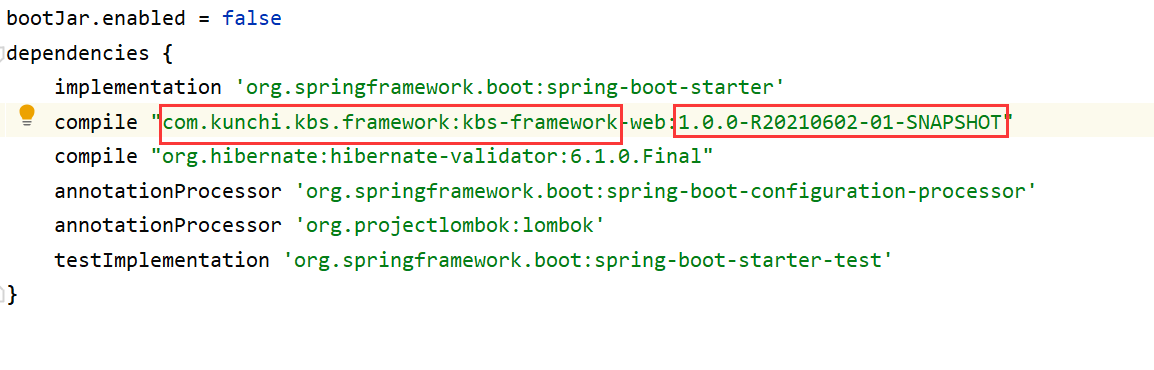 bootJar.enabled = false
dependencies {
    implementation 'org.springframework.boot:spring-boot-starter'
    compile "com.kunchi.kbs.framework:kbs-framework-web:1.0.0-R20210602-01-SNAPSHOT"
    compile "org.hibernate:hibernate-validator:6.1.0.Final"
    annotationProcessor 'org.springframework.boot:spring-boot-configuration-processor'
    annotationProcessor 'org.projectlombok:lombok'
    testImplementation 'org.springframework.boot:spring-boot-starter-test'
}